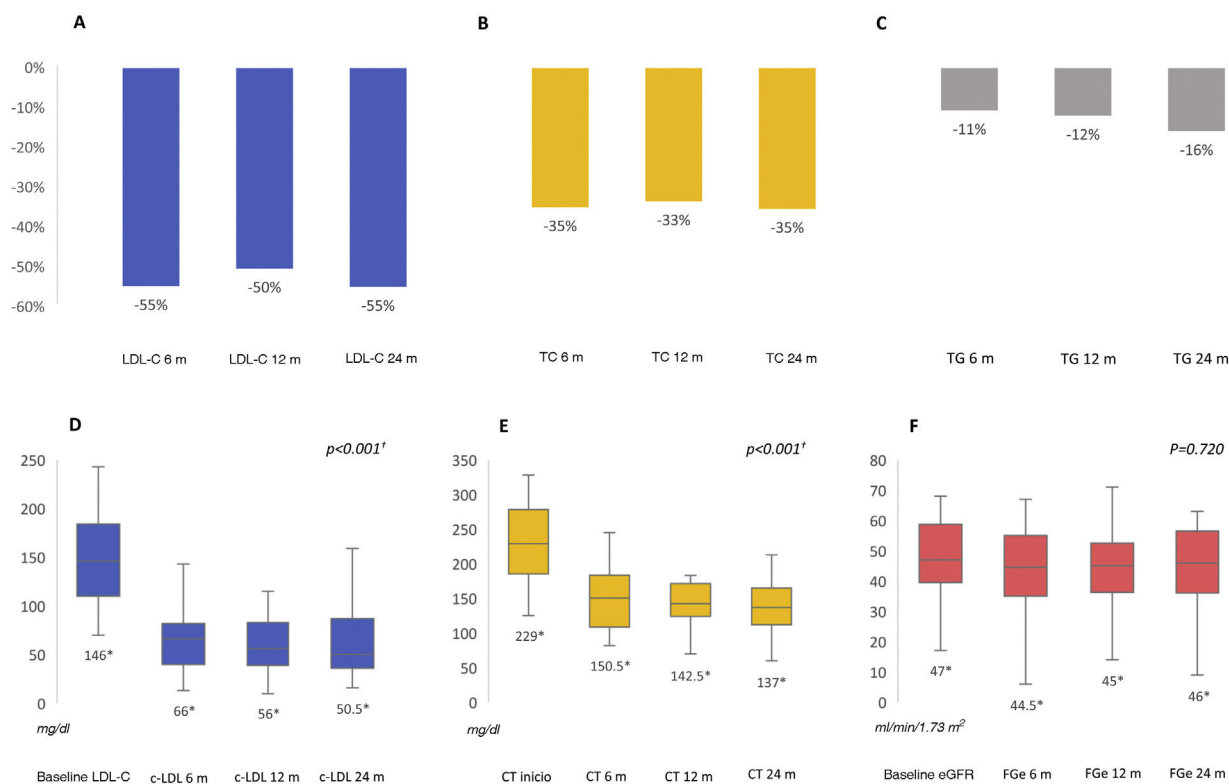 A
B
C
0%
-10%
-20%
-30%
-40%
-50%
-60%
-55%
-50%
-55%
-35%
-33%
-35%
-11%
-12%
-16%
LDL-C 6 m
LDL-C 12 m
LDL-C 24 m
TC 6 m
TC 12 m
TC 24 m
TG 6 m
TG 12 m
TG 24 m
D
p<0.001†
250
200
150
100
50
0
146*
66*
56*
50.5*
mg/dl
Baseline LDL-C
c-LDL 6 m
c-LDL 12 m
c-LDL 24 m
E
p<0.001†
350
300
250
200
150
100
50
0
229*
150.5*
142.5*
137*
CT inicio
CT 6 m
CT 12 m
CT 24 m
F
P=0.720
80
70
60
50
40
30
20
10
0
47*
44.5*
45*
46*
ml/min/1.73 m²
Baseline eGFR
FGe 6 m
FGe 12 m
FGe 24 m